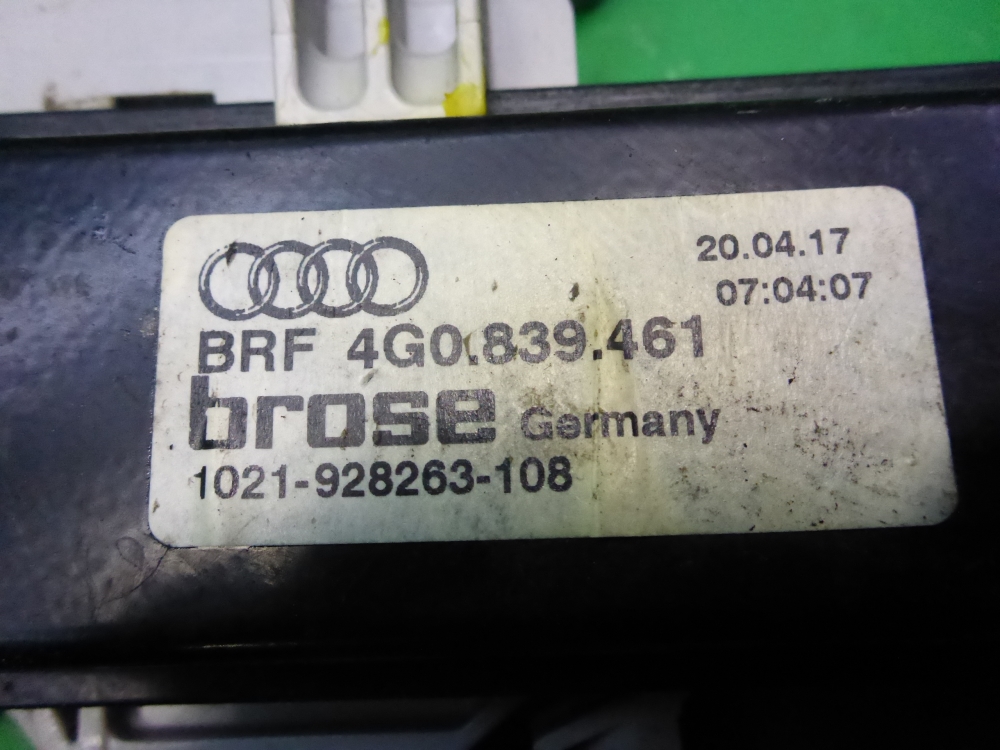 20.04.17
07:04:07
BRF 4G0.839.461
brose Germany
1021-928263-108